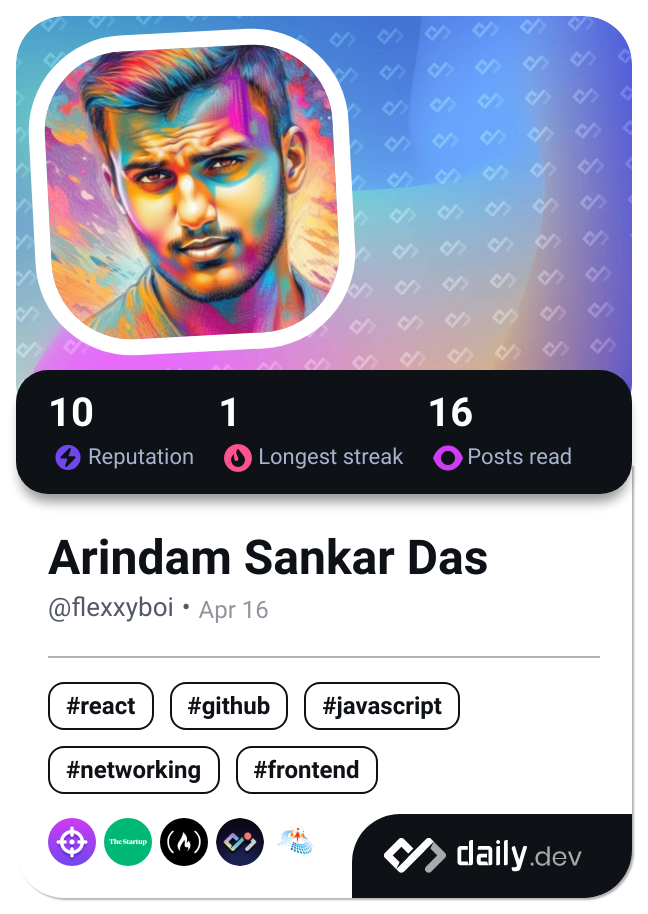 10 1 16
Reputation Longest streak Posts read
Arindam Sankar Das
@flexxyboi • Apr 16
#react #github #javascript
#networking #frontend
The Startup
daily.dev